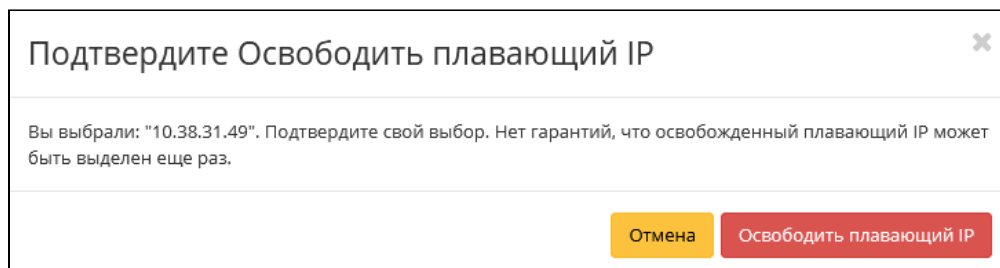 Подтвердите Освободить плавающий IP
Вы выбрали: "10.38.31.49". Подтвердите свой выбор. Нет гарантий, что освобожденный плавающий IP может
быть выделен еще раз.
Отмена
Освободить плавающий IP